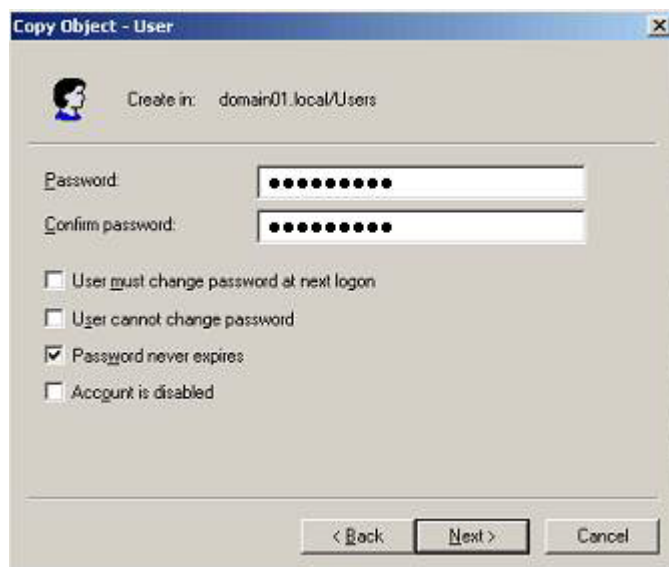 Copy Object - User
Create in: domain01.local/Users
Password:
Confirm password:
User must change password at next logon
User cannot change password
Password never expires
Account is disabled
< Back Next > Cancel